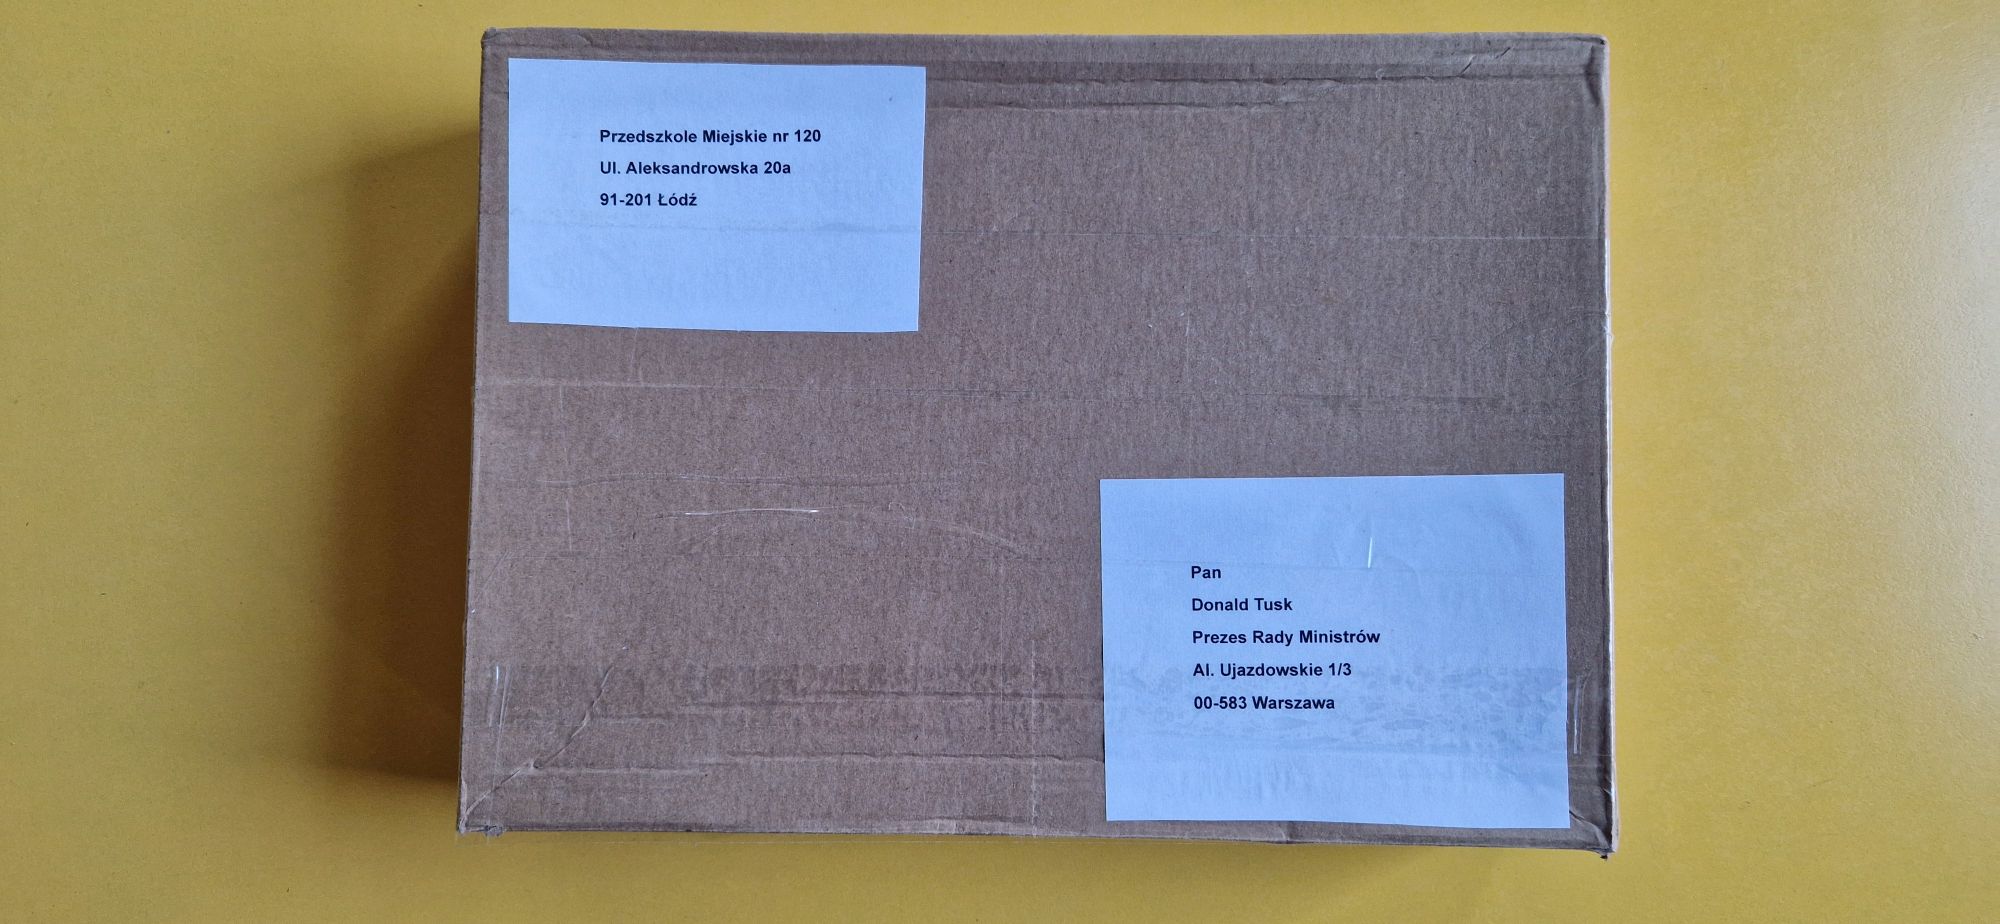 Przedszkole Miejskie nr 120
Ul. Aleksandrowska 20a
91-201 Łódź
Pan
Donald Tusk
Prezes Rady Ministrów
Al. Ujazdowskie 1/3
00-583 Warszawa